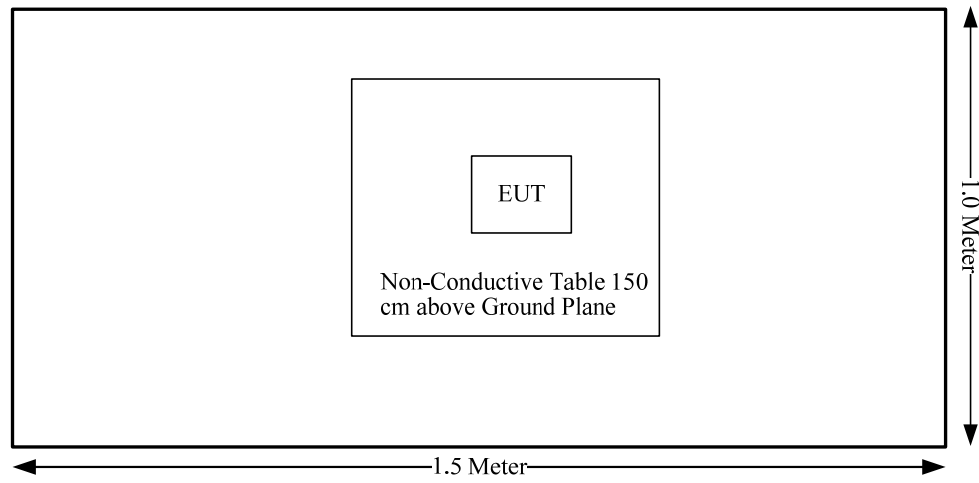 EUT
Non-Conductive Table 150
cm above Ground Plane
1.0 Meter
1.5 Meter